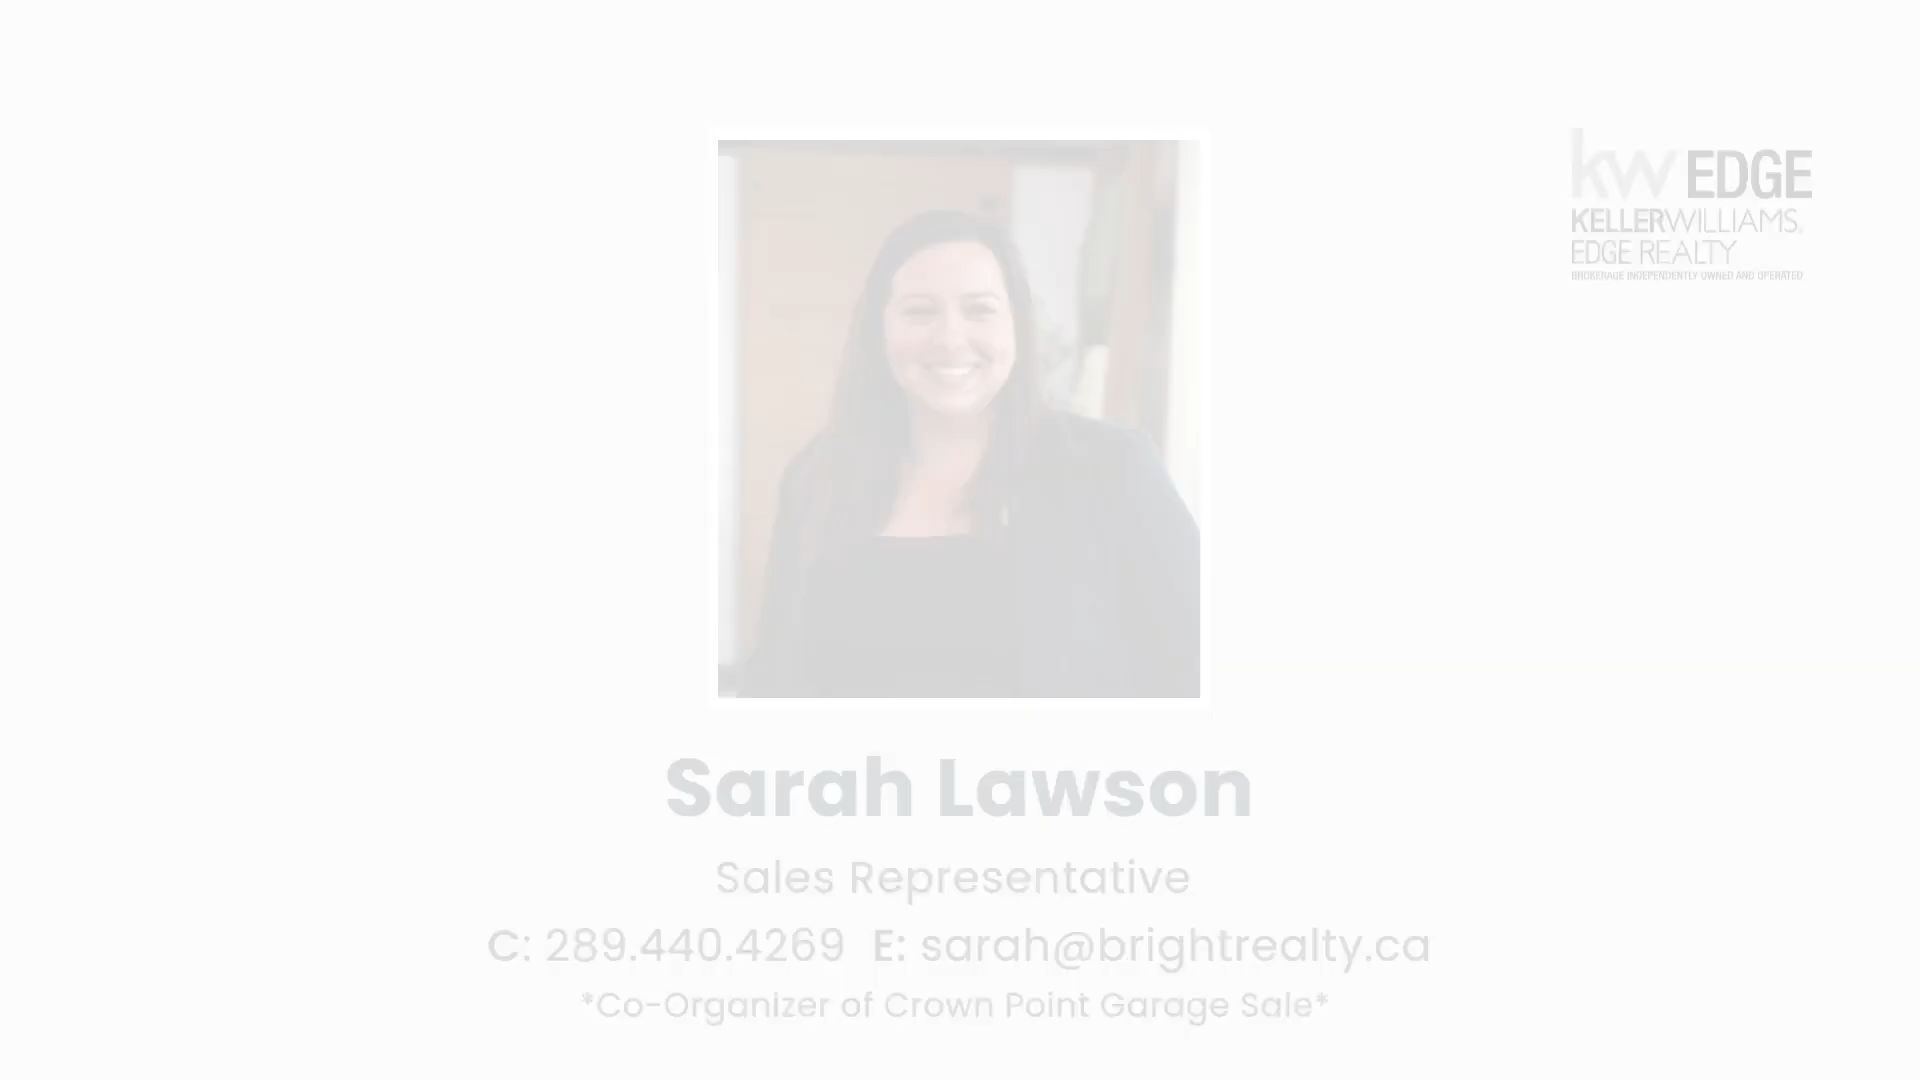 kw EDGE
KELLERWILLIAMS.
EDGE REALTY
BROKERAGE INDEPENDENTLY OWNED AND OPERATED
Sarah Lawson
Sales Representative
C: 289.440.4269 E: sarah@brightrealty.ca
*Co-Organizer of Crown Point Garage Sale*